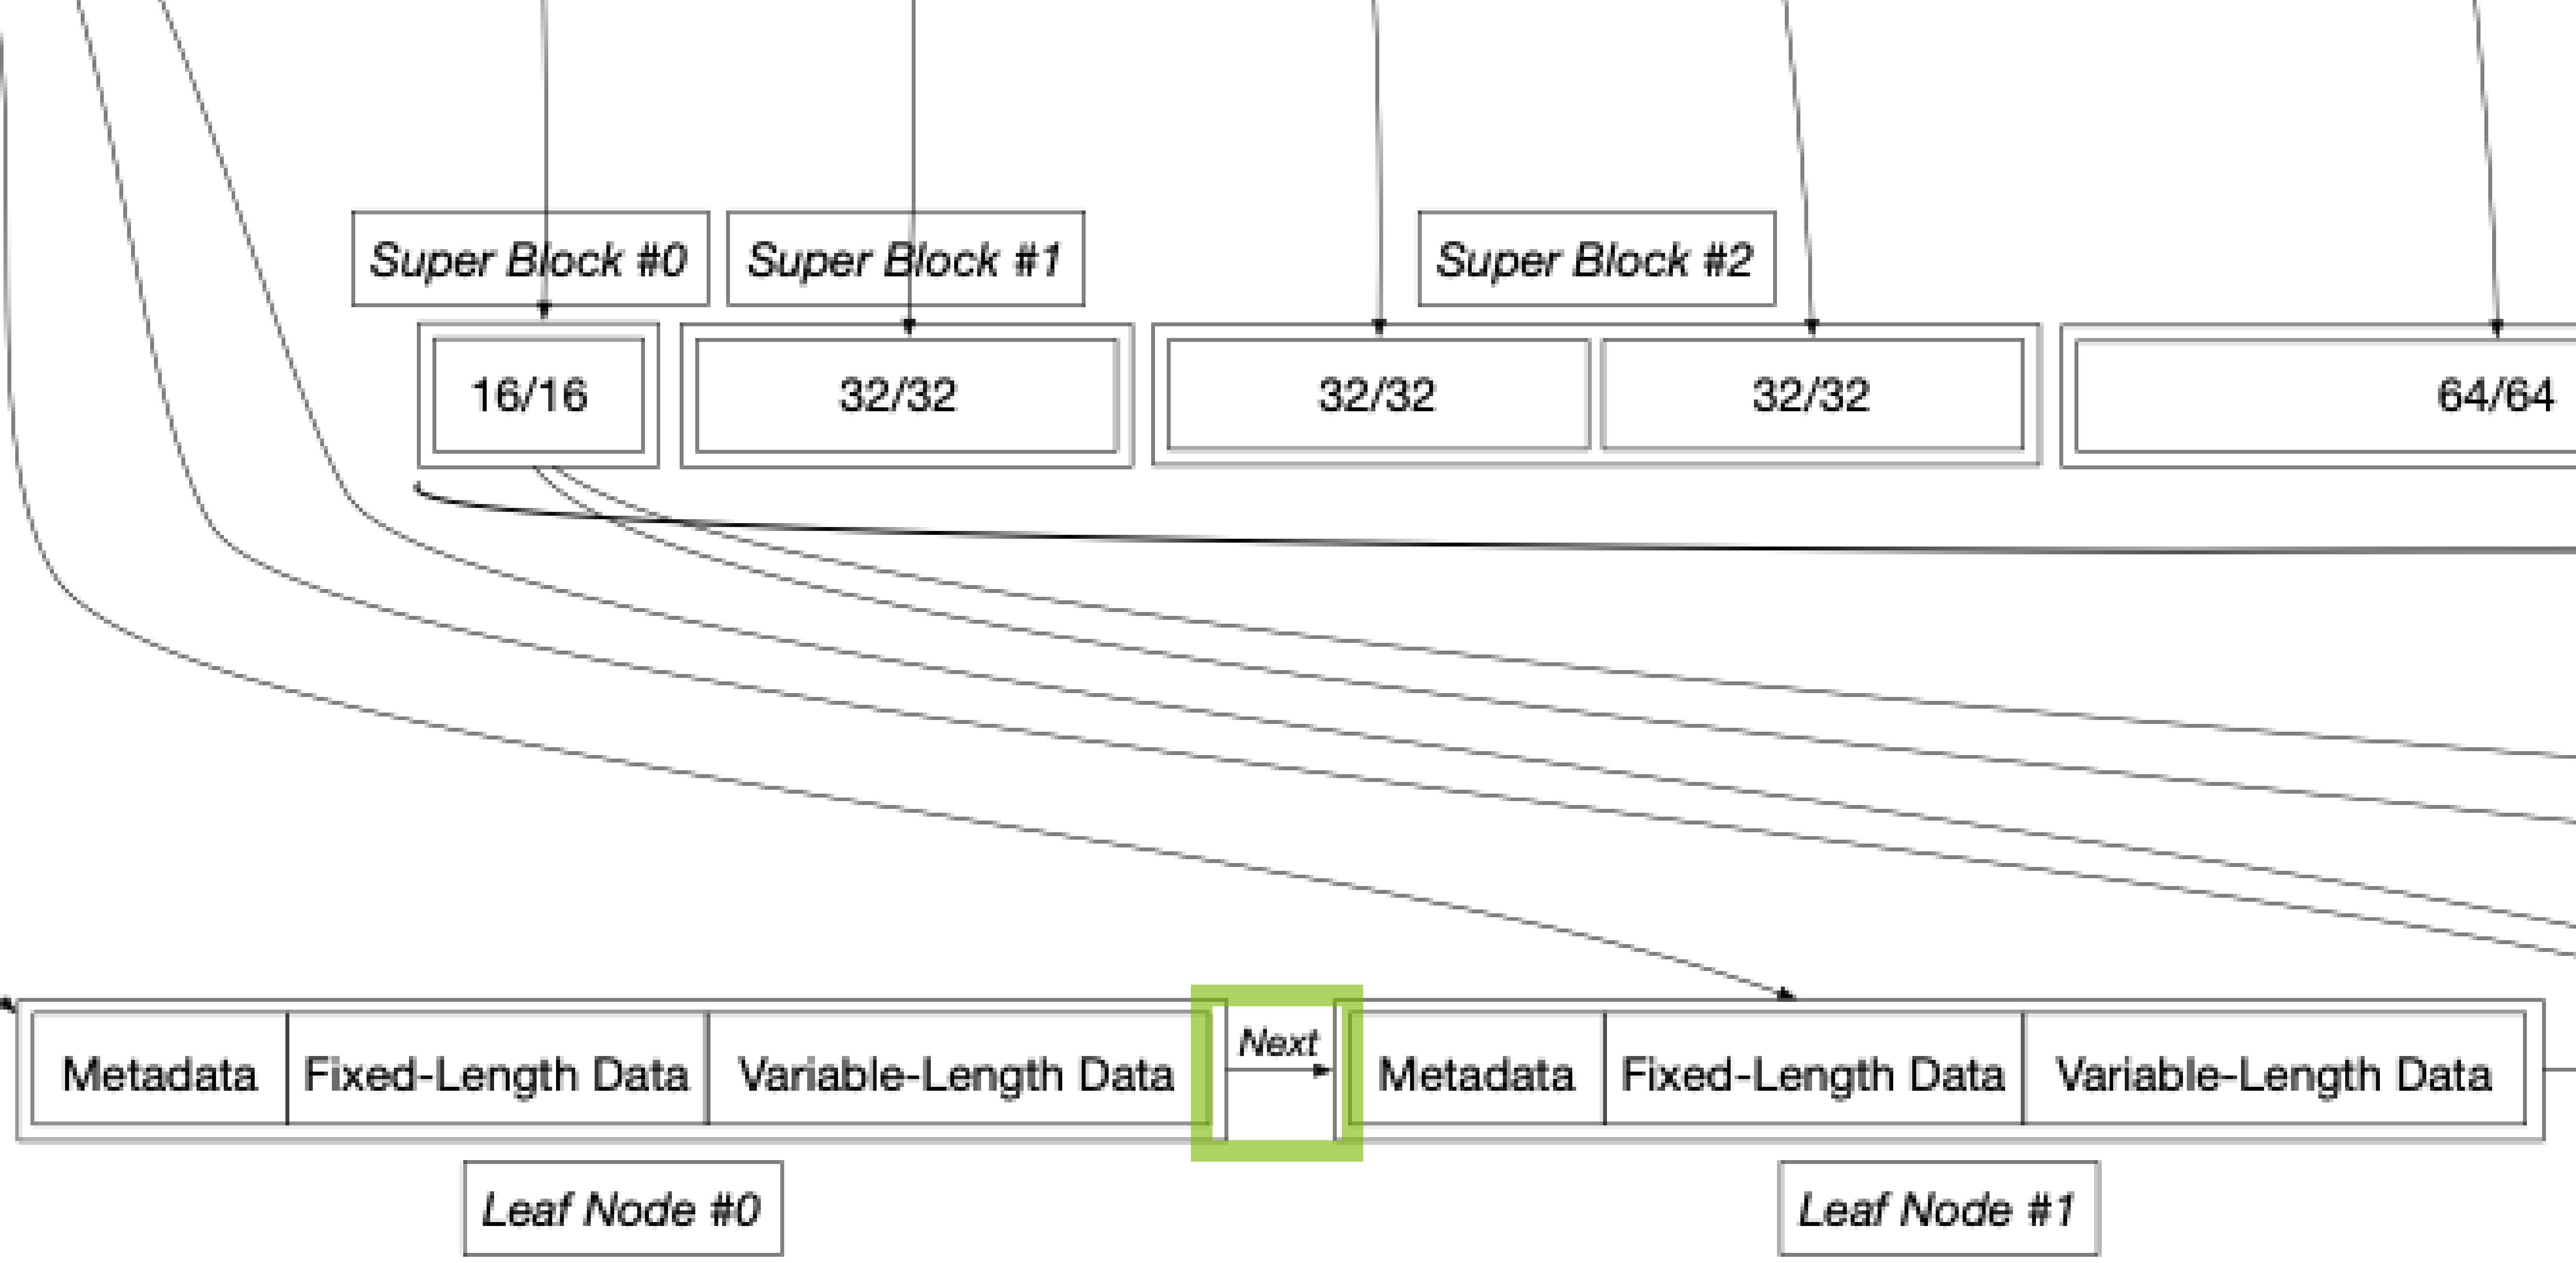 Super Block #0 Super Block #1 Super Block #2
16/16 32/32 32/32 32/32 64/64
Next
Metadata Fixed-Length Data Variable-Length Data Metadata Fixed-Length Data Variable-Length Data
Leaf Node #0 Leaf Node #1